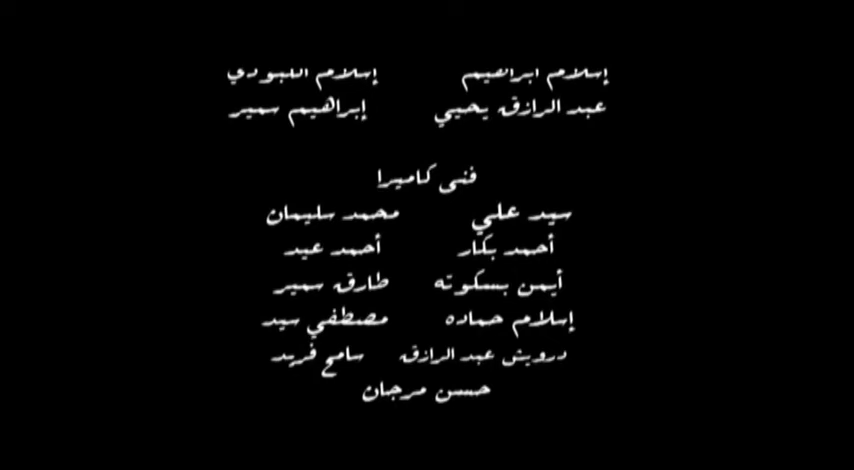 إسلام ابراهيم إسلام اللبودي
عبد الرازق يحيي إبراهيم سمير
فنى كاميرا
سيد علي محمد سليمان
أحمد بكار أحمد عيد
أيمن بسكوته طارق سمير
إسلام حماده مصطفي سيد
درويش عبد الرازق سامح فريد
حسن مرجان